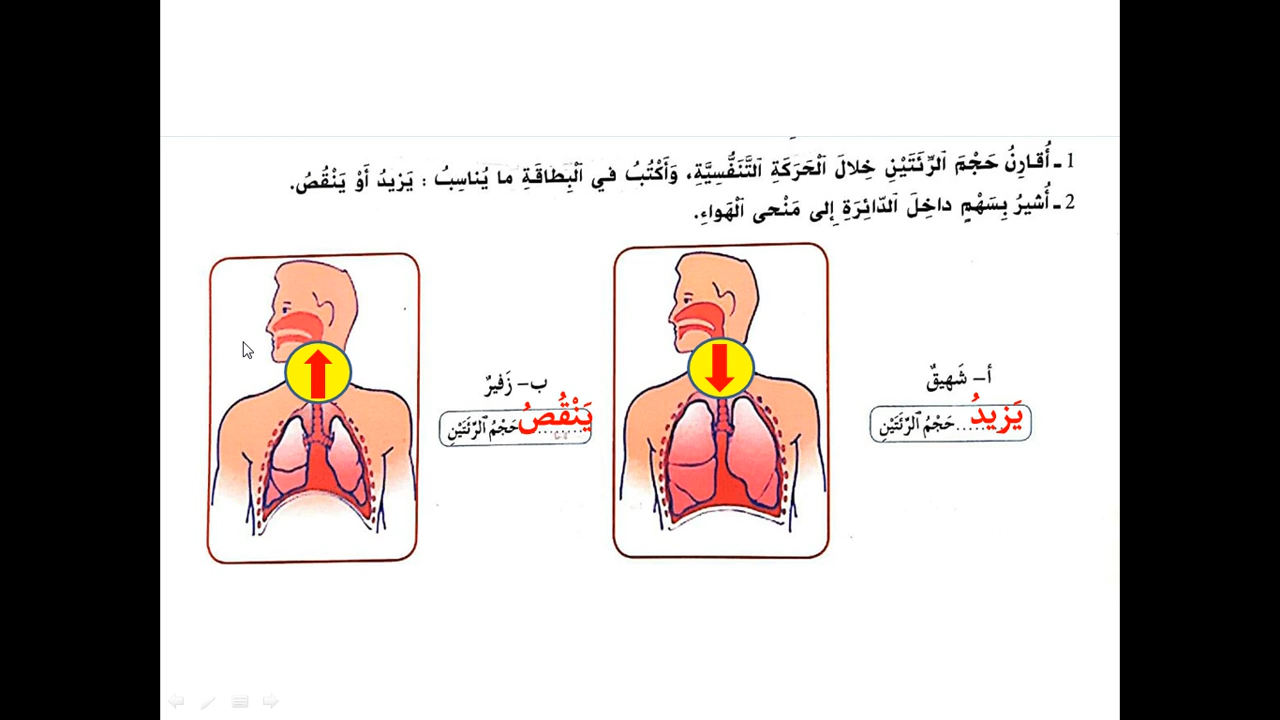 1 ـ أُقارِنُ حَجْمَ ٱلرِّئَتَيْنِ خِلالَ ٱلْحَرَكَةِ ٱلتَّنَفُّسِيَّةِ، وَأَكْتُبُ في ٱلْبِطاقَةِ ما يُناسِبُ : يَزيدُ أَوْ يَنْقُصُ.
2 ـ أُشيرُ بِسَهْمٍ داخِلَ ٱلدّائِرَةِ إِلى مَنْحى ٱلْهَواءِ.
أ- شَهيقٌ
يَزيدُ..... حَجْمُ ٱلرِّئَتَيْنِ
ب- زَفيرٌ
يَنْقُصُ........ حَجْمُ ٱلرِّئَتَيْنِ